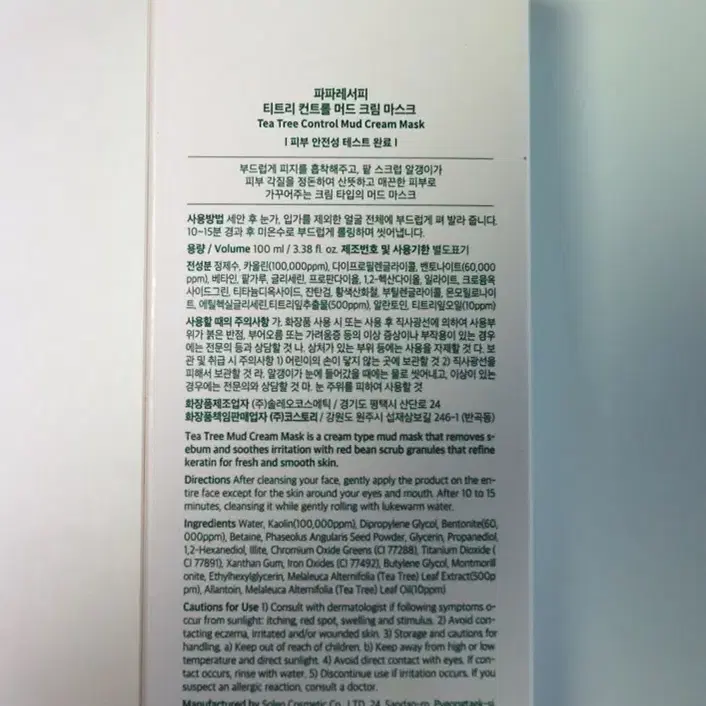 파파레서피
티트리 컨트롤 머드 크림 마스크
Tea Tree Control Mud Cream Mask
I 피부 안전성 테스트 완료 I
부드럽게 피지를 흡착해주고, 팥 스크럽 알갱이가
피부 각질을 정돈하여 산뜻하고 매끈한 피부로
가꾸어주는 크림 타입의 머드 마스크
사용방법 세안 후 눈가, 입가를 제외한 얼굴 전체에 부드럽게 펴 발라 줍니다.
10~15분 경과 후 미온수로 부드럽게 롤링하며 씻어냅니다.
용량 / Volume 100 ml / 3.38 fl. oz. 제조번호 및 사용기한 별도표기
전성분 정제수, 카올린(100,000ppm), 다이프로필렌글라이콜, 벤토나이트(60,000
ppm), 베타인, 팥가루, 글리세린, 프로판다이올, 1,2-헥산다이올, 일라이트, 크로뮴옥
사이드그린, 티타늄디옥사이드, 잔탄검, 황색산화철, 부틸렌글라이콜, 몬모릴로나이
트, 에틸헥실글리세린,티트리잎추출물(500ppm), 알란토인, 티트리잎오일(10ppm)
사용할 때의 주의사항 가. 화장품 사용 시 또는 사용 후 직사광선에 의하여 사용부
위가 붉은 반점, 부어오름 또는 가려움증 등의 이상 증상이나 부작용이 있는 경우
에는 전문의 등과 상담할 것 나. 상처가 있는 부위 등에는 사용을 자제할 것 다. 보
관 및 취급 시 주의사항 1) 어린이의 손이 닿지 않는 곳에 보관할 것 2) 직사광선을
피해서 보관할 것 라. 알갱이가 눈에 들어갔을 때에는 물로 씻어내고, 이상이 있는
경우에는 전문의와 상담할 것 마. 눈 주위를 피하여 사용할 것
화장품제조업자 (주)솔레오코스메틱 / 경기도 평택시 산단로 24
화장품책임판매업자 (주)코스토리 / 강원도 원주시 섭재삼보길 246-1 (반곡동)
Tea Tree Mud Cream Mask is a cream type mud mask that removes s-
ebum and soothes irritation with red bean scrub granules that refine
keratin for fresh and smooth skin.
Directions After cleansing your face, gently apply the product on the en-
tire face except for the skin around your eyes and mouth. After 10 to 15
minutes, cleansing it while gently rolling with lukewarm water.
Ingredients Water, Kaolin(100,000ppm), Dipropylene Glycol, Bentonite(60,
000ppm), Betaine, Phaseolus Angularis Seed Powder, Glycerin, Propanediol,
1,2-Hexanediol, Illite, Chromium Oxide Greens (CI 77288), Titanium Dioxide (
CI 77891), Xanthan Gum, Iron Oxides (CI 77492), Butylene Glycol, Montmorill
onite, Ethylhexylglycerin, Melaleuca Alternifolia (Tea Tree) Leaf Extract(500p
pm), Allantoin, Melaleuca Alternifolia (Tea Tree) Leaf Oil(10ppm)
Cautions for Use 1) Consult with dermatologist if following symptoms o-
ccur from sunlight: itching, red spot, swelling and stimulus. 2) Avoid con-
tacting eczema, irritated and/or wounded skin. 3) Storage and cautions for
handling. a) Keep out of reach of children. b) Keep away from high or low
temperature and direct sunlight. 4) Avoid direct contact with eyes. If con-
tact occurs, rinse with water. 5) Discontinue use if irritation occurs. If you
suspect an allergic reaction, consult a doctor.
Manufactured by Soleo Cosmetic Co., LTD. 24, Sandan-ro, Pyeongtaek-si,